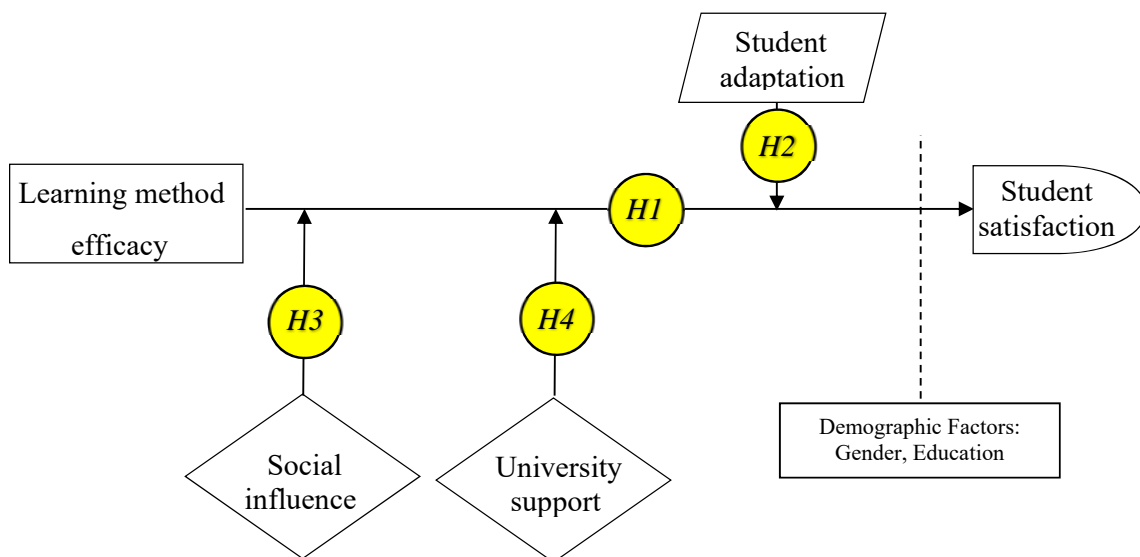 Student
adaptation
H2
Learning method
efficacy
H1
Student
satisfaction
H3
H4
Demographic Factors:
Gender, Education
Social
influence
University
support